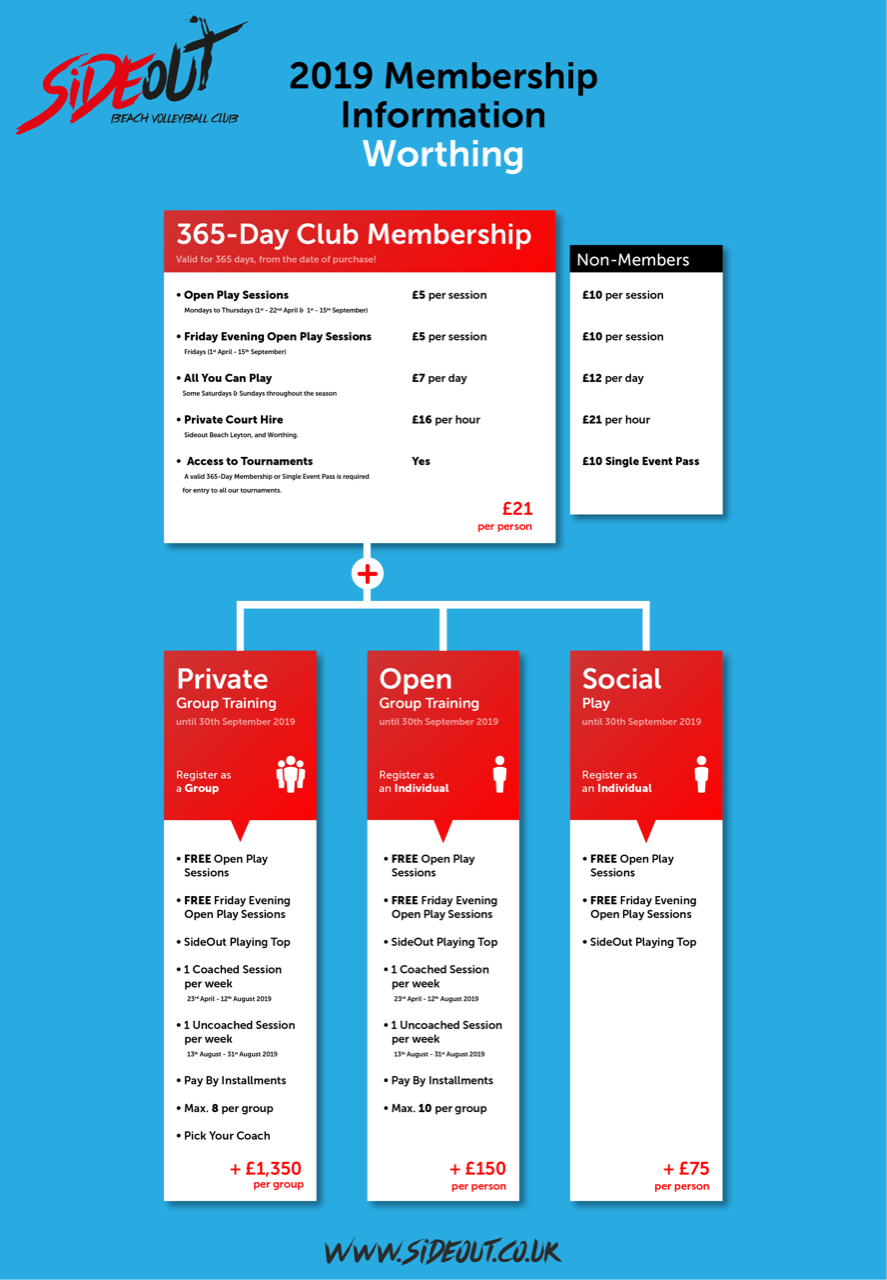 SiDEOUT
BEACH VOLLEYBALL CLUB
2019 Membership
Information
Worthing
365-Day Club Membership
Valid for 365 days, from the date of purchase!
Non-Members
• Open Play Sessions £5 per session £10 per session
Mondays to Thursdays (1st - 22nd April & 1st - 15th September)
• Friday Evening Open Play Sessions £5 per session £10 per session
Fridays (1st April - 15th September)
• All You Can Play £7 per day £12 per day
Some Saturdays & Sundays throughout the season
• Private Court Hire £16 per hour £21 per hour
Sideout Beach Leyton, and Worthing.
• Access to Tournaments Yes £10 Single Event Pass
A valid 365-Day Membership or Single Event Pass is required
for entry to all our tournaments.
£21
per person
+
Private
Group Training
until 30th September 2019
Register as
a Group
• FREE Open Play
Sessions
• FREE Friday Evening
Open Play Sessions
• SideOut Playing Top
• 1 Coached Session
per week
23rd April - 12th August 2019
• 1 Uncoached Session
per week
13th August - 31st August 2019
• Pay By Installments
• Max. 8 per group
• Pick Your Coach
+ £1,350
per group
Open
Group Training
until 30th September 2019
Register as
an Individual
• FREE Open Play
Sessions
• FREE Friday Evening
Open Play Sessions
• SideOut Playing Top
• 1 Coached Session
per week
23rd April - 12th August 2019
• 1 Uncoached Session
per week
13th August - 31st August 2019
• Pay By Installments
• Max. 10 per group
+ £150
per person
Social
Play
until 30th September 2019
Register as
an Individual
• FREE Open Play
Sessions
• FREE Friday Evening
Open Play Sessions
• SideOut Playing Top
+ £75
per person
WWW.SiDEOUT.CO.UK